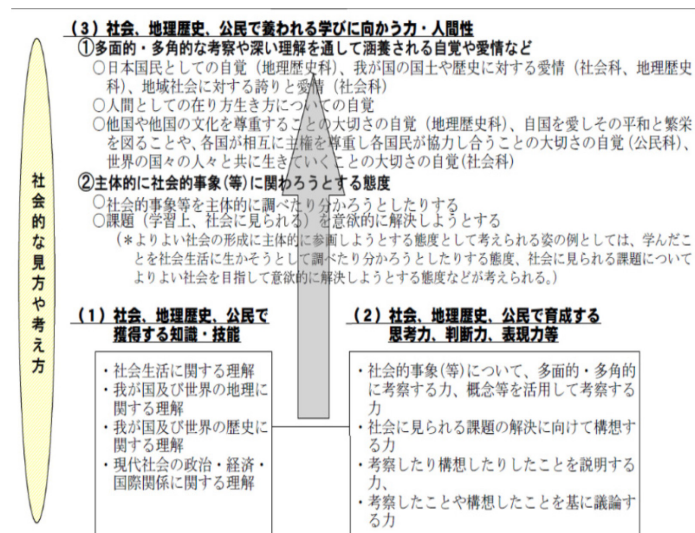 （３）社会、地理歴史、公民で養われる学びに向かう力・人間性
①多面的・多角的な考察や深い理解を通して涵養される自覚や愛情など
○日本国民としての自覚（地理歴史科）、我が国の国土や歴史に対する愛情（社会科、地理歴史
科）、地域社会に対する誇りと愛情（社会科）
○人間としての在り方生き方についての自覚
○他国や他国の文化を尊重することの大切さの自覚（地理歴史科）、自国を愛しその平和と繁栄
を図ることや、各国が相互に主権を尊重し各国民が協力し合うことの大切さの自覚（公民科）、
世界の国々の人々と共に生きていくことの大切さの自覚(社会科)
②主体的に社会的事象(等)に関わろうとする態度
○社会的事象等を主体的に調べたり分かろうとしたりする
○課題（学習上、社会に見られる）を意欲的に解決しようとする
（＊よりよい社会の形成に主体的に参画しようとする態度として考えられる姿の例としては、学んだこ
とを社会生活に生かそうとして調べたり分かろうとしたりする態度、社会に見られる課題について
よりよい社会を目指して意欲的に解決しようとする態度などが考えられる。）
社会的な見方や考え方
（１）社会、地理歴史、公民で
獲得する知識・技能
・社会生活に関する理解
・我が国及び世界の地理に
関する理解
・我が国及び世界の歴史に
関する理解
・現代社会の政治・経済・
国際関係に関する理解
（２）社会、地理歴史、公民で育成する
思考力、判断力、表現力等
・社会的事象(等)について、多面的・多角的
に考察する力、概念等を活用して考察する
力
・社会に見られる課題の解決に向けて構想す
る力
・考察したり構想したりしたことを説明する
力、
・考察したことや構想したことを基に議論す
る力